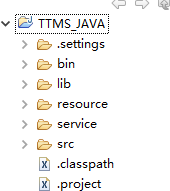 TTMS_JAVA
.settings
bin
lib
resource
service
src
.classpath
.project